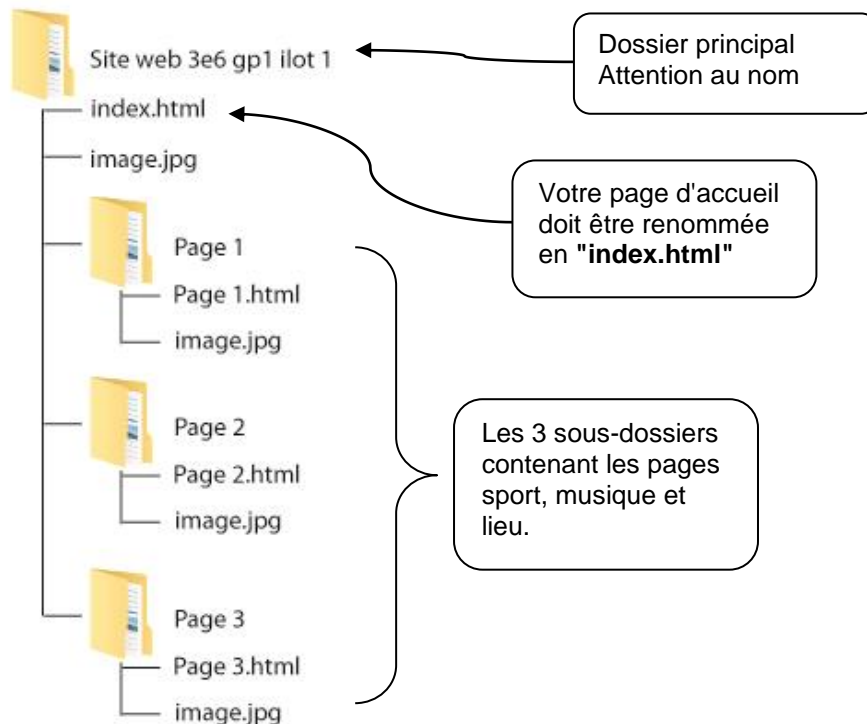 Site web 3e6 gp1 ilot 1
Dossier principal
Attention au nom
index.html
image.jpg
Votre page d'accueil
doit être renommée
en "index.html"
Page 1
Page 1.html
image.jpg
Page 2
Page 2.html
image.jpg
Les 3 sous-dossiers
contenant les pages
sport, musique et
lieu.
Page 3
Page 3.html
image.jpg